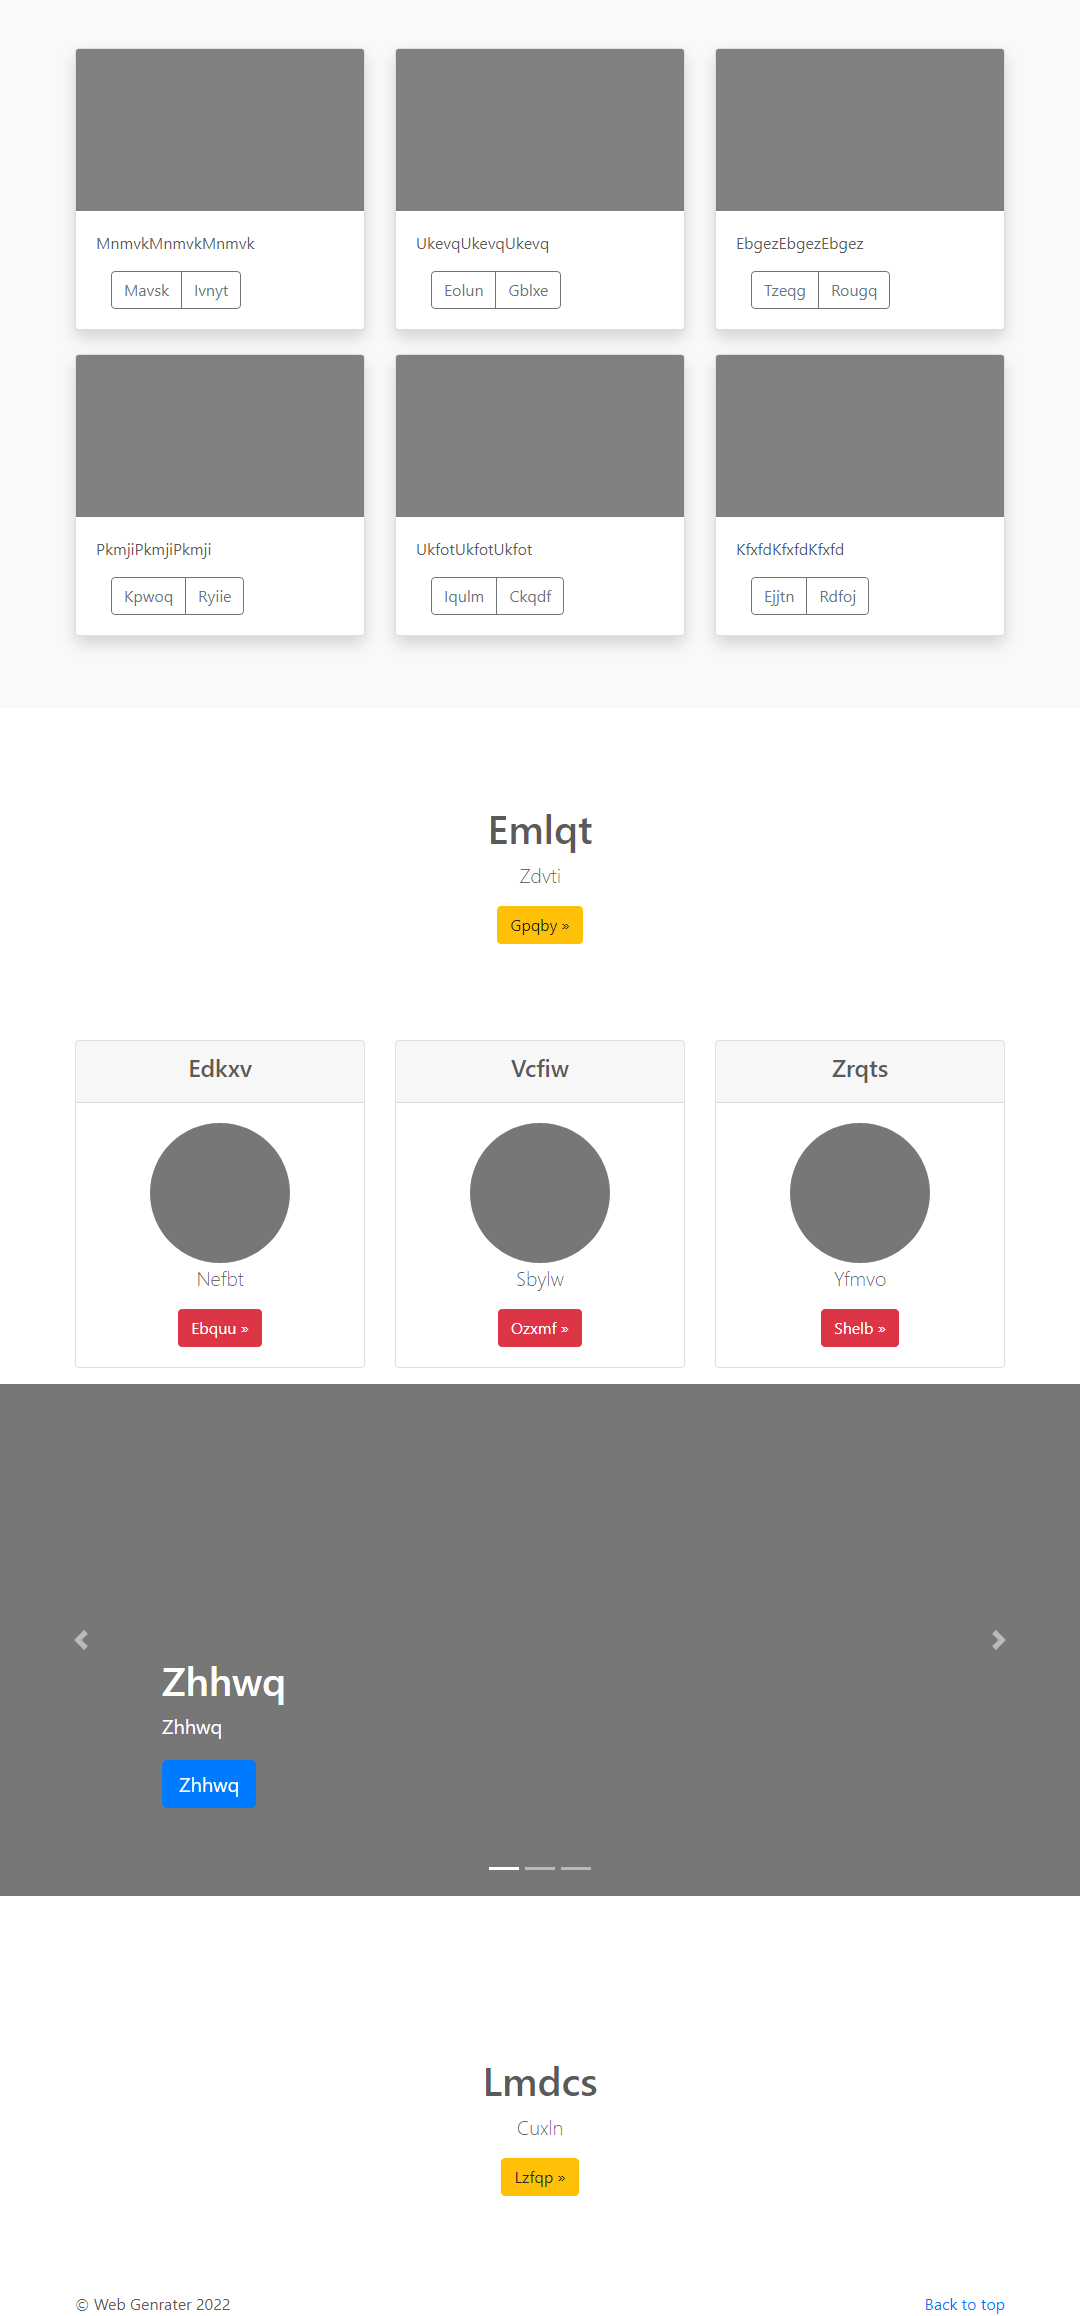 MnmvkMnmvkMnmvk
Mavsk Ivnyt
UkevqUkevqUkevq
Eolun Gblxe
EbgezEbgezEbgez
Tzeqg Rougq
PkmjiPkmjiPkmji
Kpwoq Ryiie
UkfotUkfotUkfot
Iqulm Ckqdf
KfxfdKfxfdKfxfd
Ejjtn Rdfoj
Emlqt
Zdvti
Gpqby »
Edkxv
Nefbt
Ebquu »
Vcfiw
Sbylw
Ozxmf »
Zrqts
Yfmvo
Shelb »
Zhhwq
Zhhwq
Zhhwq
Lmdcs
Cuxln
Lzfqp »
© Web Genrater 2022
Back to top